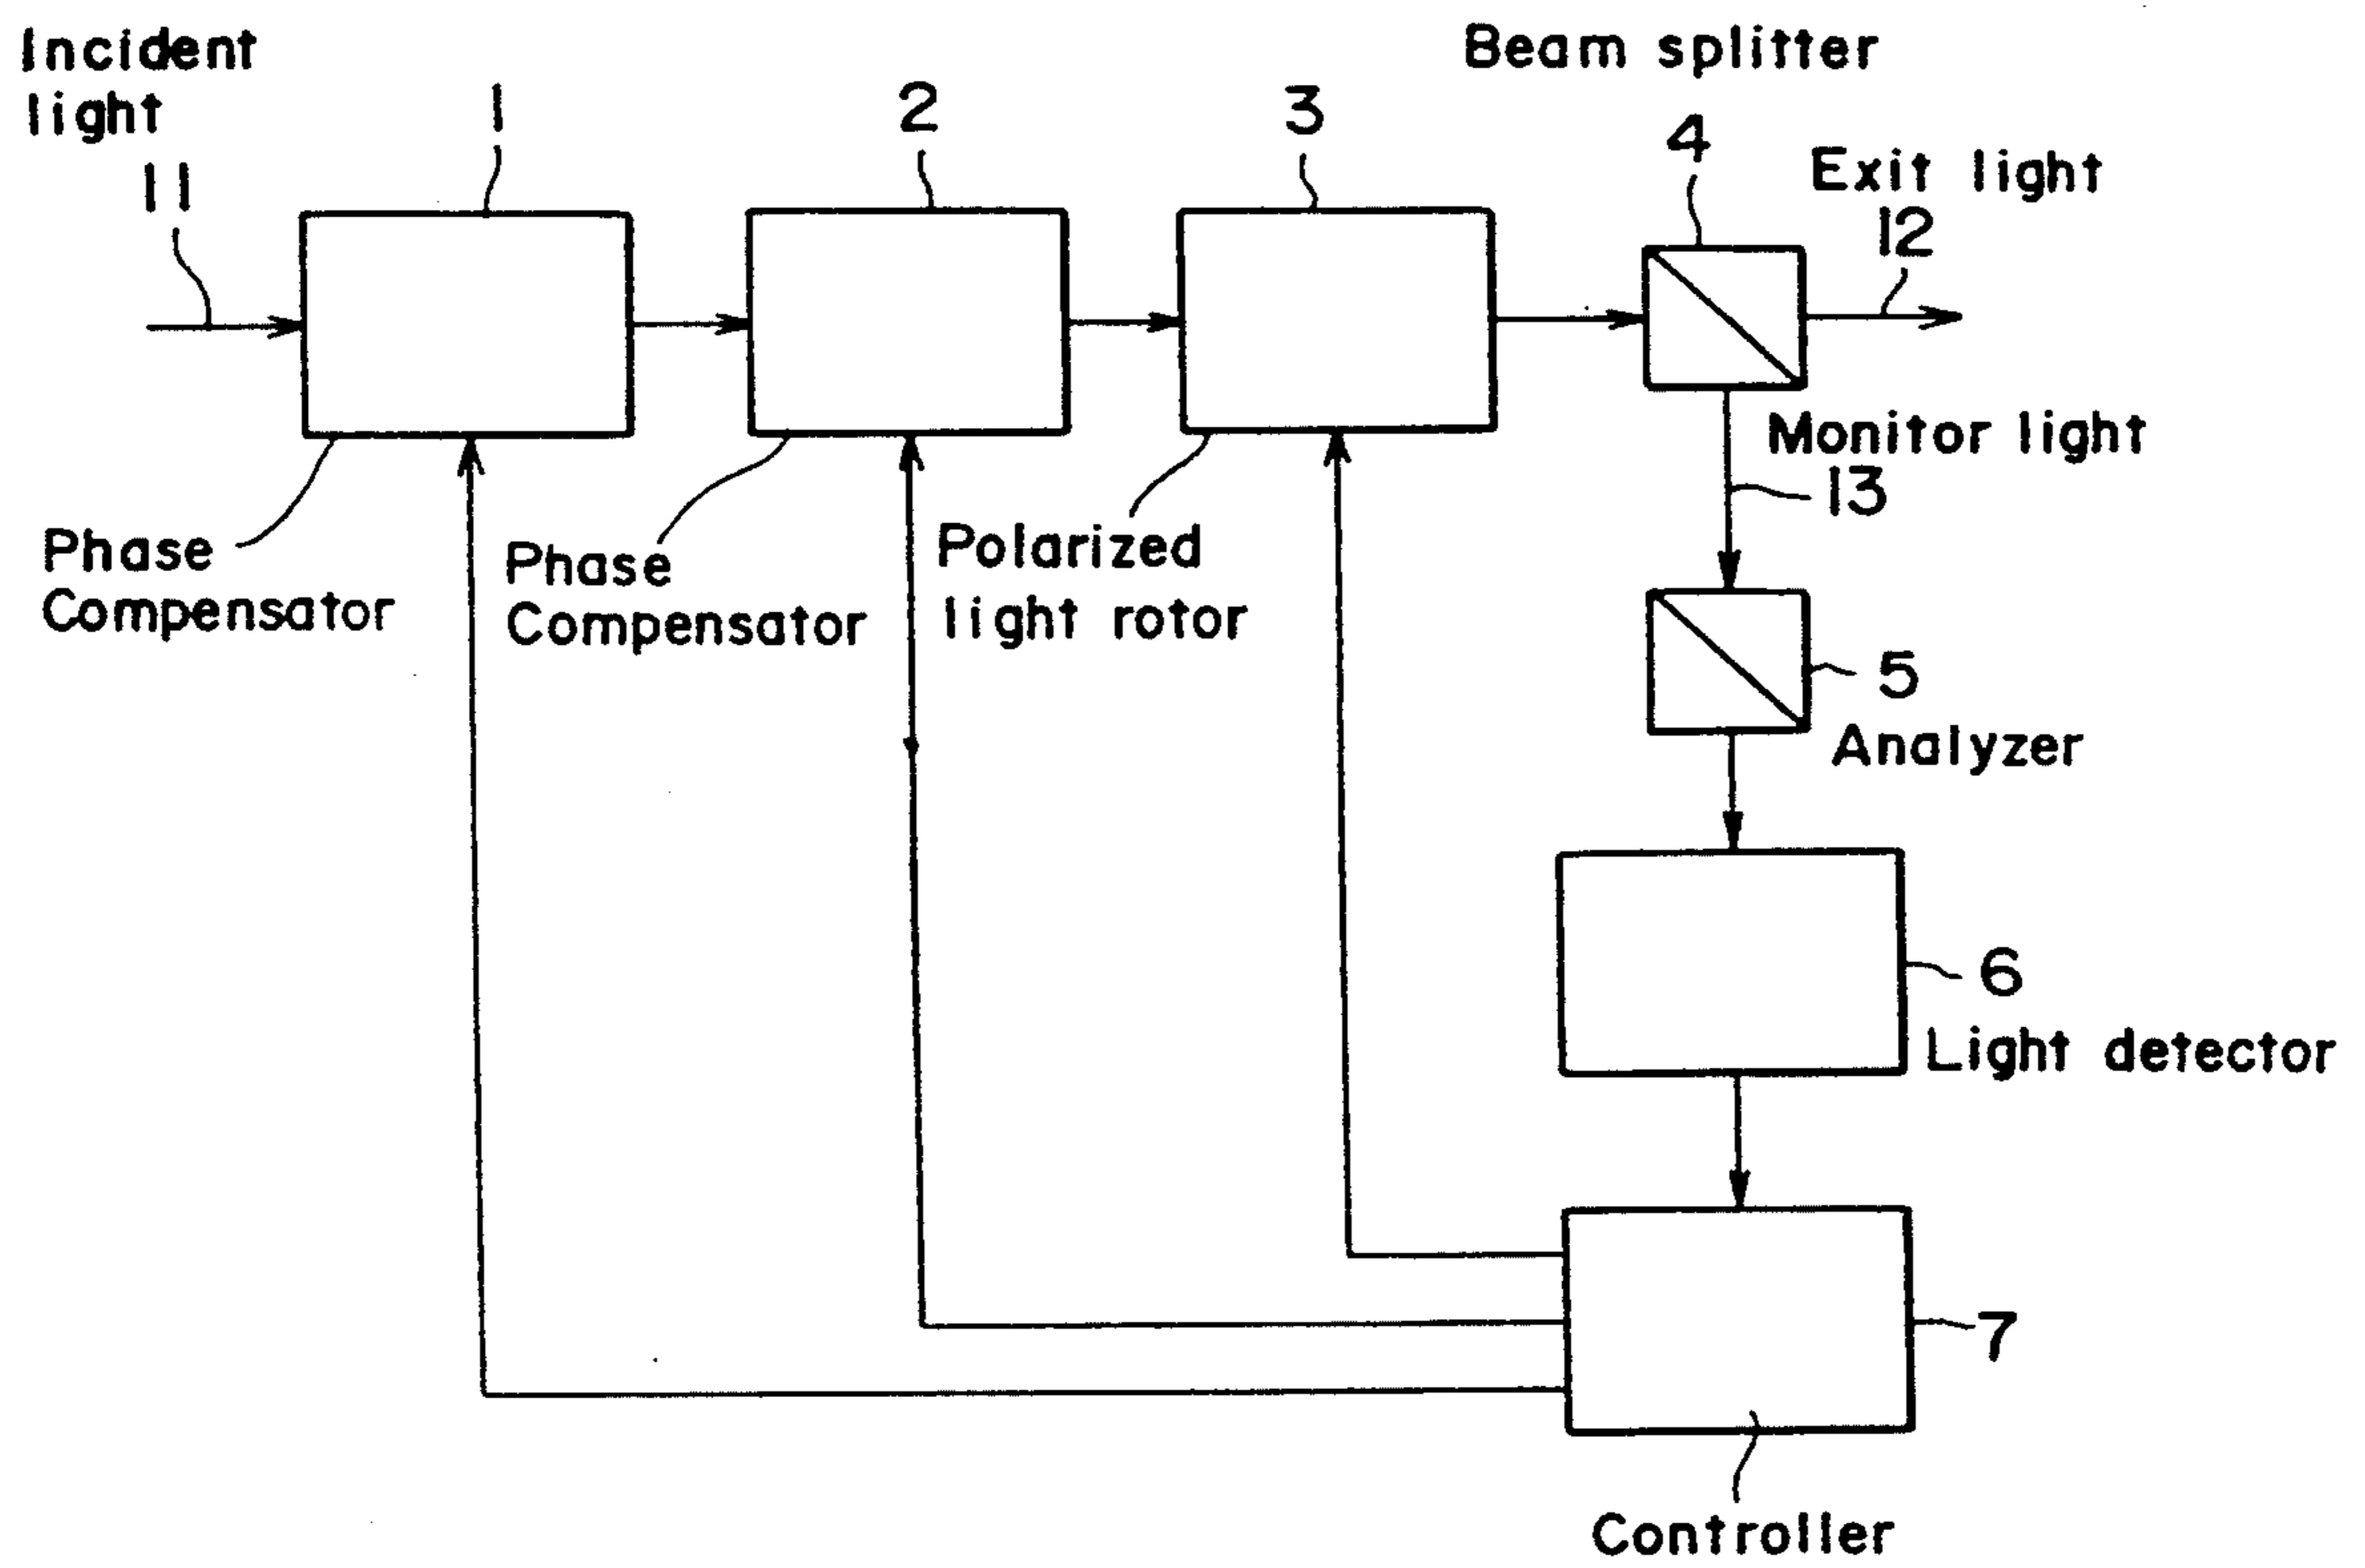 Incident
light
11
1
2
3
Beam splitter
4
Exit light
12
Monitor light
13
Phase
Compensator
Phase
Compensator
Polarized
light rotor
5
Analyzer
6
Light detector
7
Controller